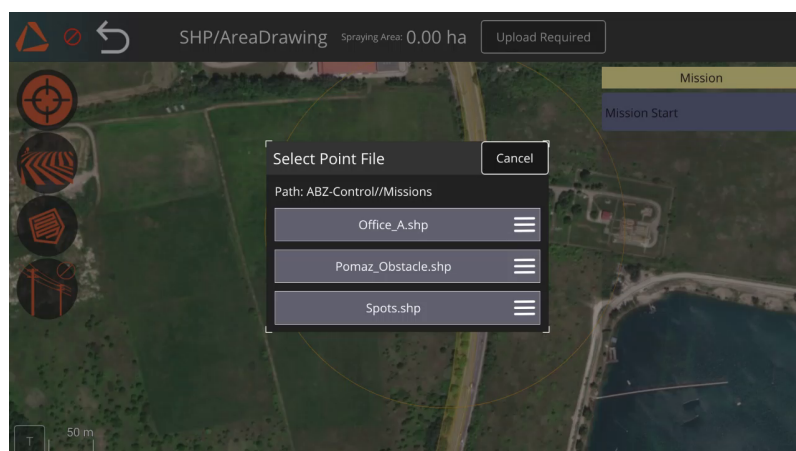 SHP/AreaDrawing Spraying Area: 0.00 ha Upload Required
Mission
Mission Start
Select Point File Cancel
Path: ABZ-Control//Missions
Office_A.shp
Pomaz_Obstacle.shp
Spots.shp
50 m
T